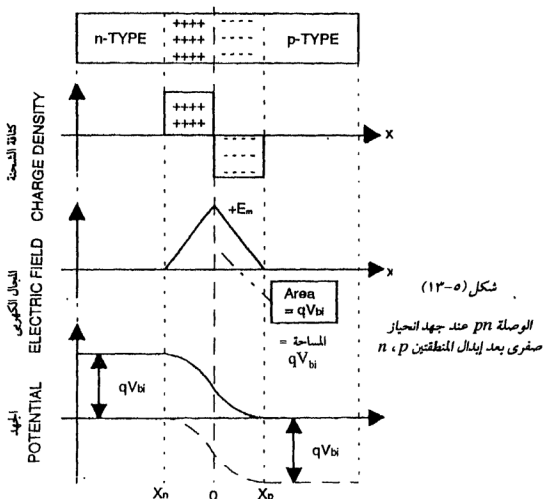 n-TYPE
++++
++++
++++
- - - -
- - - -
- - - -
p-TYPE
كثافة الشحنة
CHARGE DENSITY
++++
++++
++++
- - - -
- - - -
- - - -
x
المجال الكهربى
ELECTRIC FIELD
+Em
x
Area
= qVbi
المساحة =
qVbi
شكل (٥-١٣)
الوصلة pn عند جهد انحياز
صفرى بعد إبدال المنطقتين n ، p
الجهد
POTENTIAL
qVbi
qVbi
Xn
0
Xp